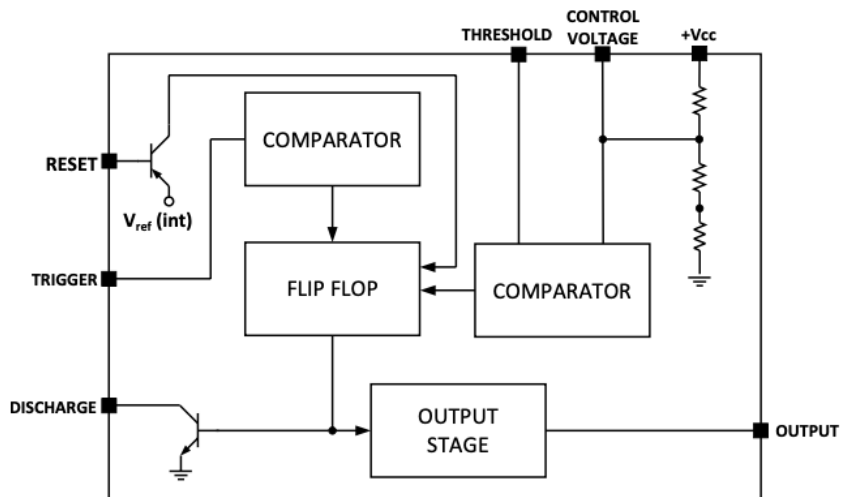 THRESHOLD
CONTROL
VOLTAGE
+Vcc
COMPARATOR
RESET
Vref (int)
TRIGGER
FLIP FLOP
COMPARATOR
DISCHARGE
OUTPUT
STAGE
OUTPUT